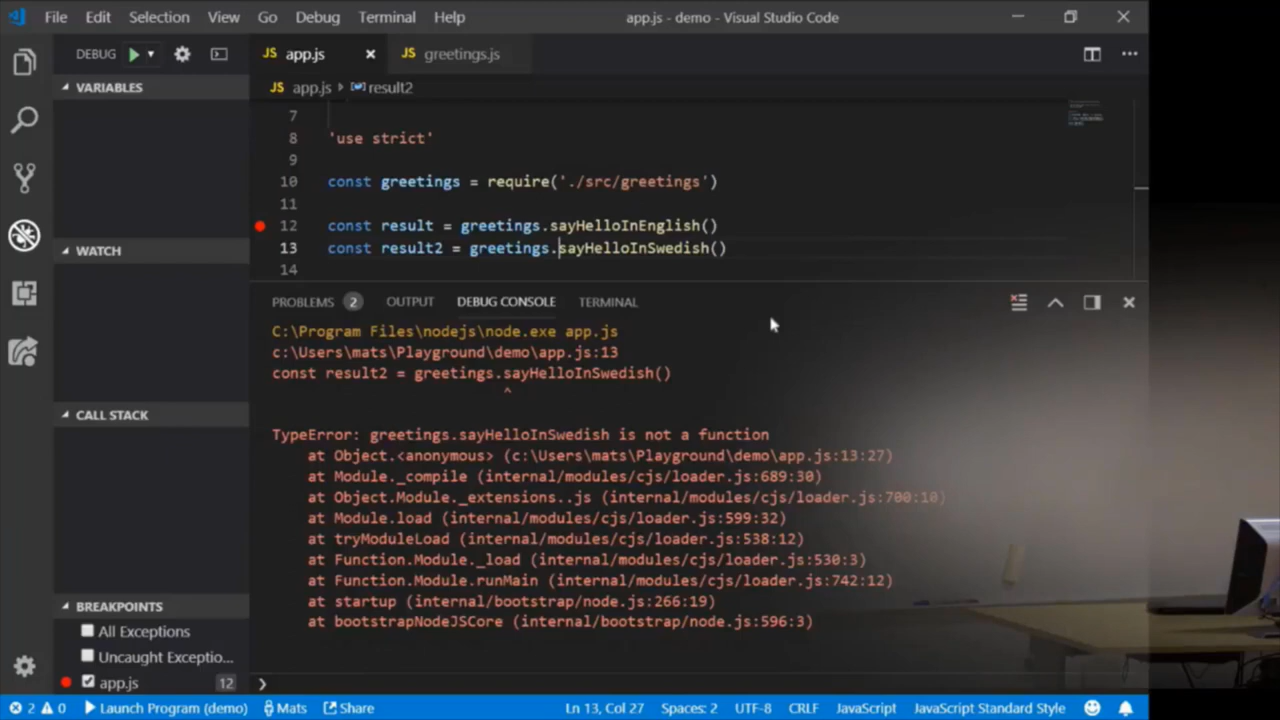 File Edit Selection View Go Debug Terminal Help app.js - demo - Visual Studio Code
DEBUG
JS app.js JS greetings.js
VARIABLES
JS app.js result2
7
8 'use strict'
9
10 const greetings = require('./src/greetings')
11
12 const result = greetings.sayHelloInEnglish()
13 const result2 = greetings.sayHelloInSwedish()
14
WATCH
CALL STACK
BREAKPOINTS
All Exceptions
Uncaught Exceptio...
app.js 12
PROBLEMS 2 OUTPUT DEBUG CONSOLE TERMINAL
C:\Program Files\nodejs\node.exe app.js
c:\Users\mats\Playground\demo\app.js:13
const result2 = greetings.sayHelloInSwedish()
^
TypeError: greetings.sayHelloInSwedish is not a function
at Object.<anonymous> (c:\Users\mats\Playground\demo\app.js:13:27)
at Module._compile (internal/modules/cjs/loader.js:689:30)
at Object.Module._extensions..js (internal/modules/cjs/loader.js:700:10)
at Module.load (internal/modules/cjs/loader.js:599:32)
at tryModuleLoad (internal/modules/cjs/loader.js:538:12)
at Function.Module._load (internal/modules/cjs/loader.js:530:3)
at Function.Module.runMain (internal/modules/cjs/loader.js:742:12)
at startup (internal/bootstrap/node.js:266:19)
at bootstrapNodeJSCore (internal/bootstrap/node.js:596:3)
2 0 Launch Program (demo) Mats Share Ln 13, Col 27 Spaces: 2 UTF-8 CRLF JavaScript JavaScript Standard Style